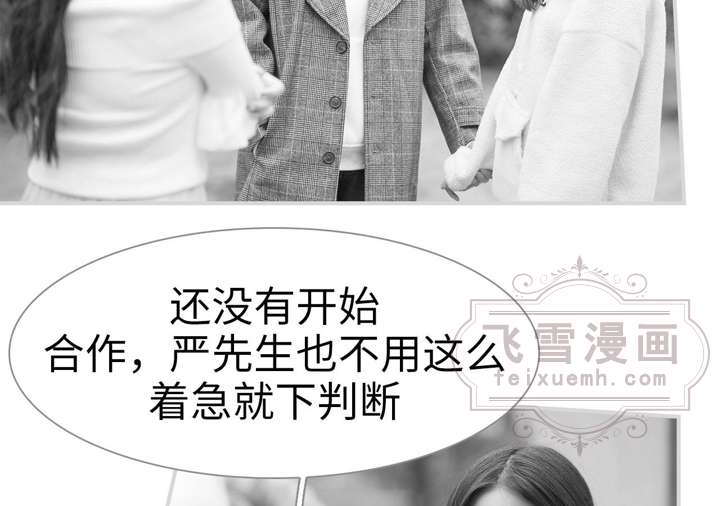 还没有开始
合作，严先生也不用这么
着急就下判断
飞雪漫画
feixuemh.com